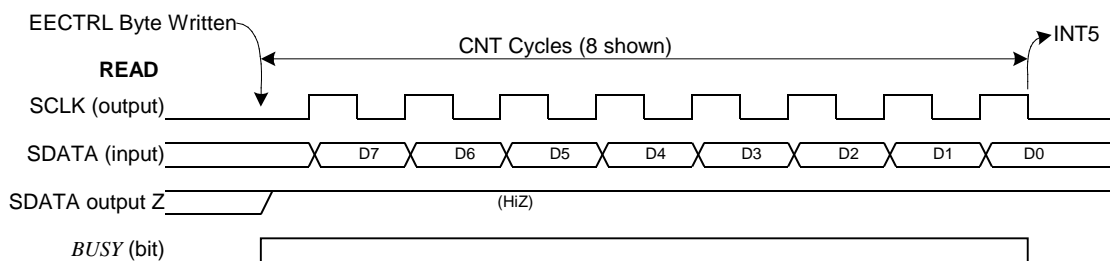 EECTRL Byte Written
CNT Cycles (8 shown)
INT5
READ
SCLK (output)
SDATA (input)
D7 D6 D5 D4 D3 D2 D1 D0
SDATA output Z
(HiZ)
BUSY (bit)